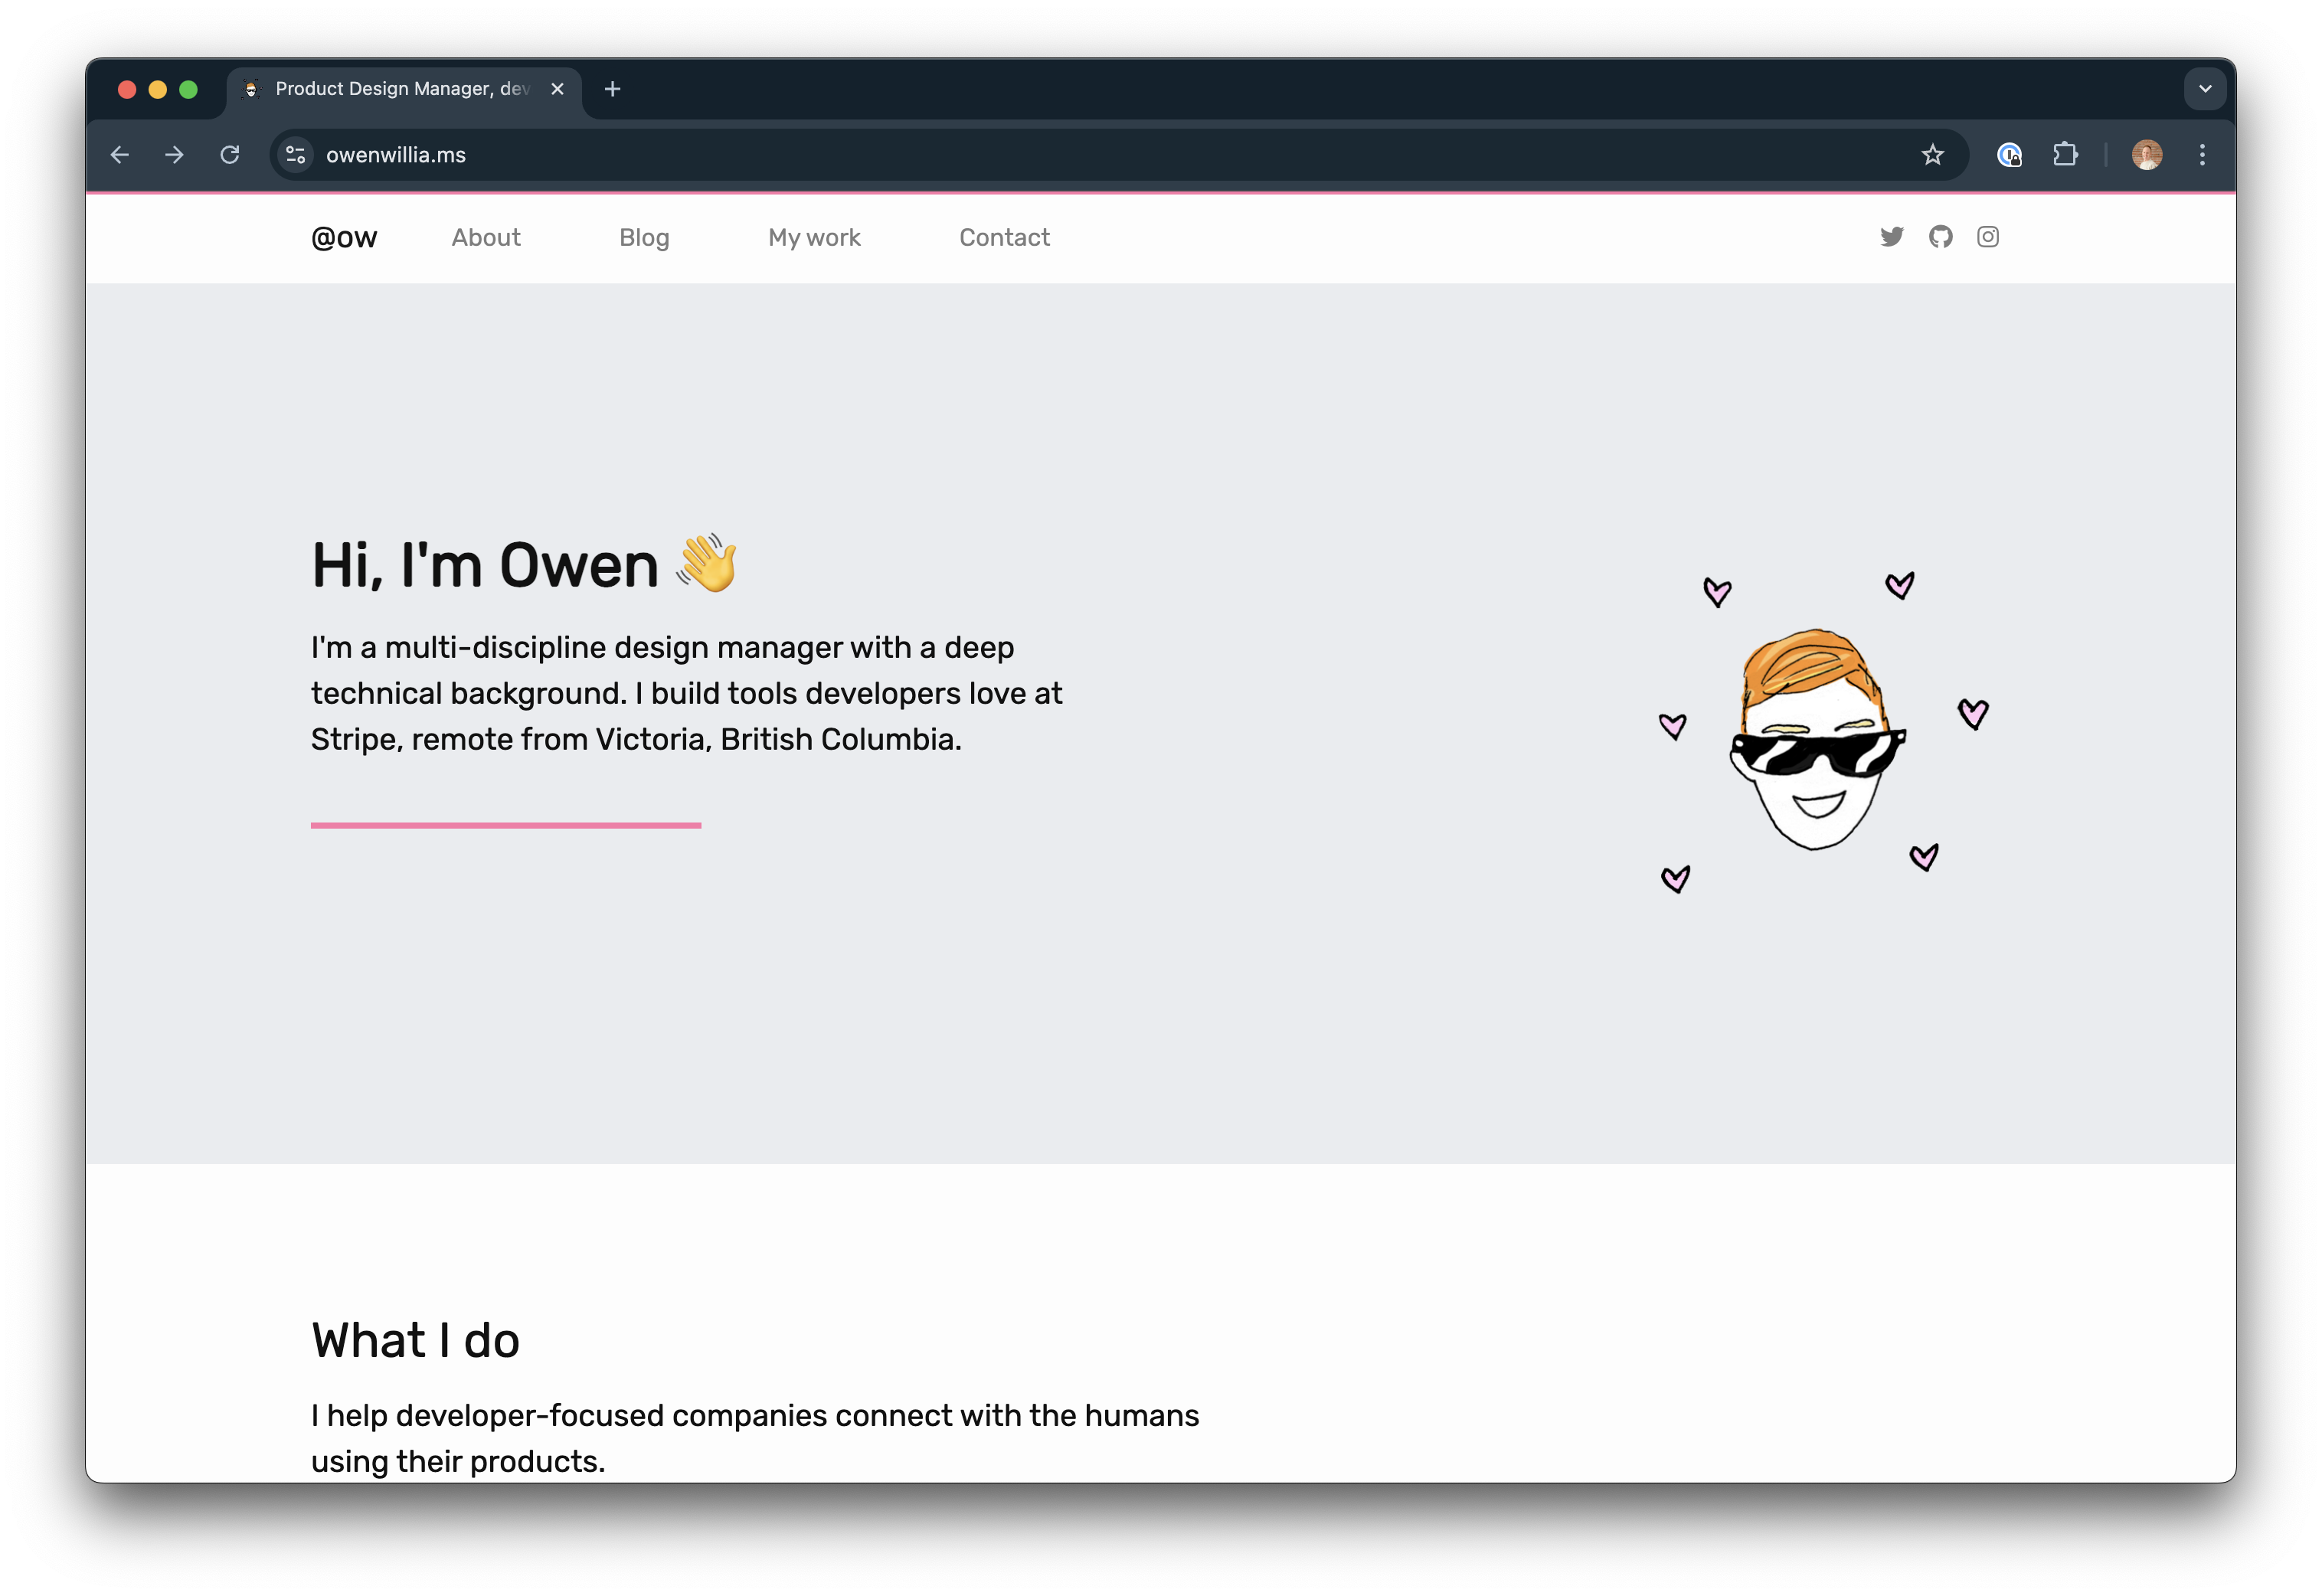 Product Design Manager, dev
owenwillia.ms
@ow About Blog My work Contact
Hi, I'm Owen 👋
I'm a multi-discipline design manager with a deep
technical background. I build tools developers love at
Stripe, remote from Victoria, British Columbia.
What I do
I help developer-focused companies connect with the humans
using their products.